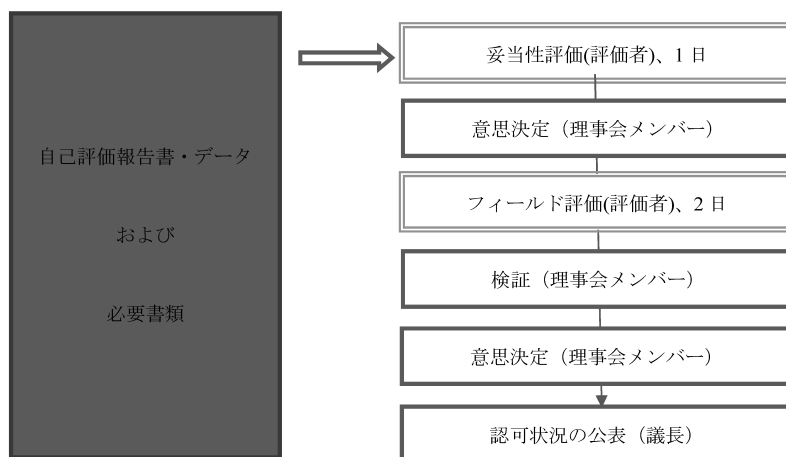 自己評価報告書・データ
および
必要書類
妥当性評価(評価者)、1 日
意思決定（理事会メンバー）
フィールド評価(評価者)、2 日
検証（理事会メンバー）
意思決定（理事会メンバー）
認可状況の公表（議長）